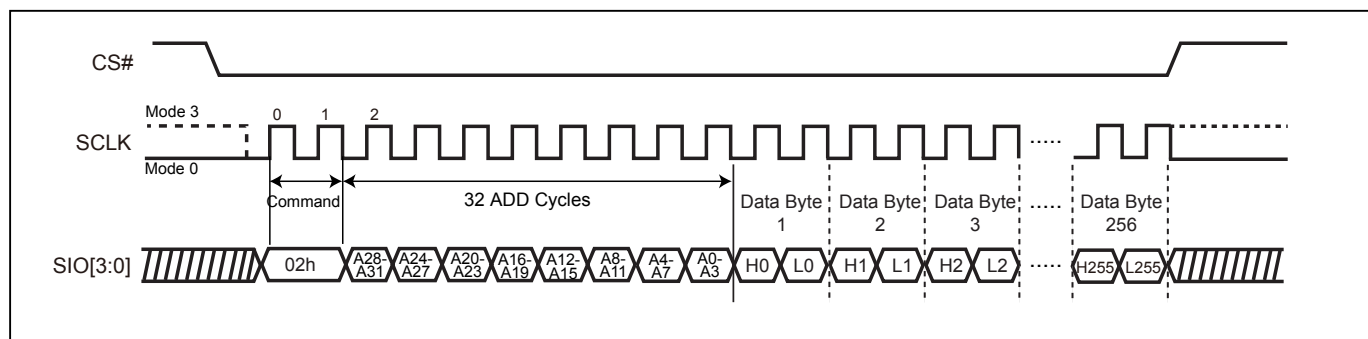 CS#
Mode 3
0 1 2
SCLK
Mode 0
.....
Command
32 ADD Cycles
Data Byte 1
Data Byte 2
Data Byte 3
.....
Data Byte 256
SIO[3:0]
02h
A28-A31
A24-A27
A20-A23
A16-A19
A12-A15
A8-A11
A4-A7
A0-A3
H0 L0 H1 L1 H2 L2 ..... H255 L255